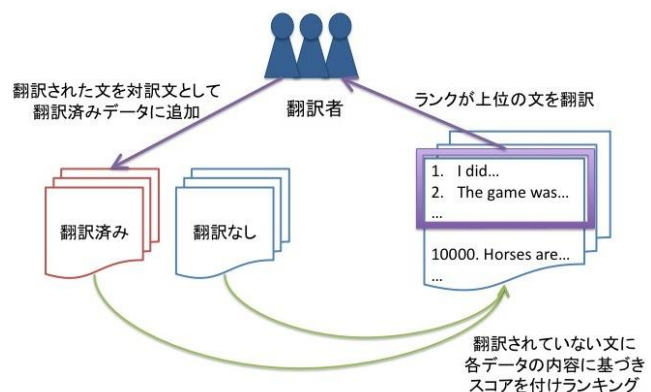 翻訳された文を対訳文として
翻訳済みデータに追加
翻訳者
ランクが上位の文を翻訳
1. I did...
2. The game was...
...
10000. Horses are...
...
翻訳済み
翻訳なし
翻訳されていない文に
各データの内容に基づき
スコアを付けランキング